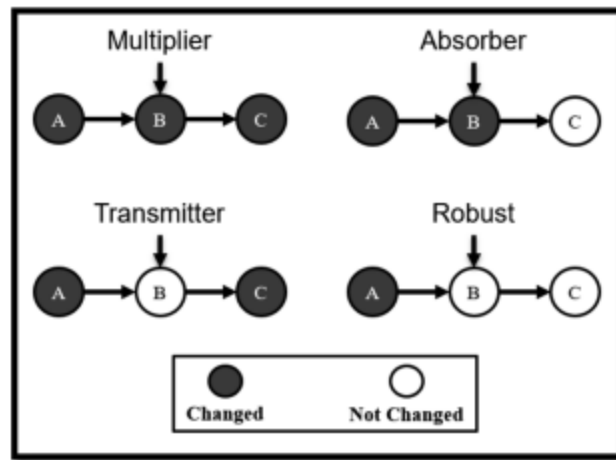 Multiplier Absorber
A B C A B C
Transmitter Robust
A B C A B C
Changed Not Changed